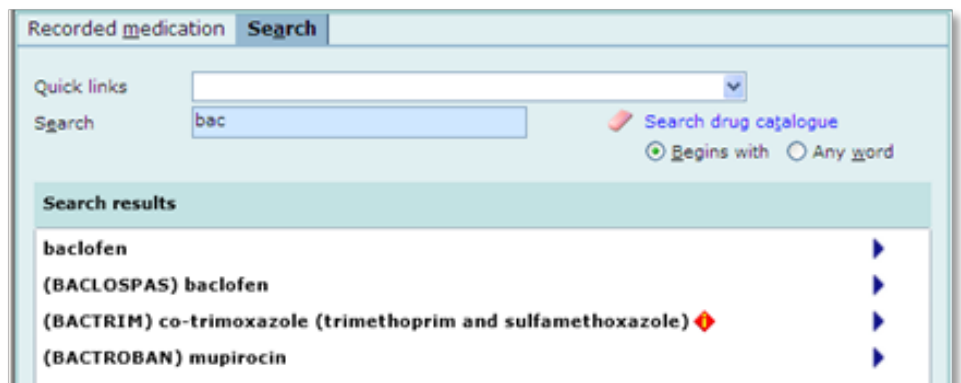 Recorded medication Search
Quick links
Search bac Search drug catalogue
Begins with Any word
Search results
baclofen
(BACLOSPAS) baclofen
(BACTRIM) co-trimoxazole (trimethoprim and sulfamethoxazole) i
(BACTROBAN) mupirocin